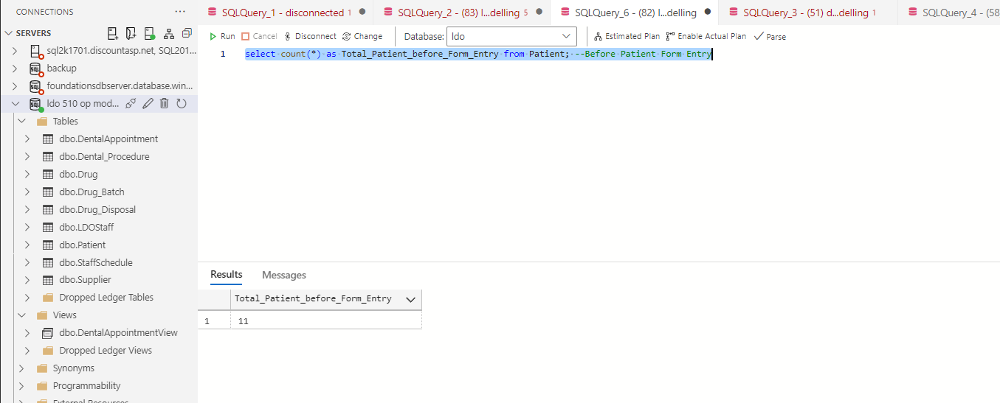 CONNECTIONS ···
SERVERS
sql2k1701.discountasp.net, SQL201...
backup
foundationsdbserver.database.win...
ldo 510 op mod...
Tables
dbo.DentalAppointment
dbo.Dental_Procedure
dbo.Drug
dbo.Drug_Batch
dbo.Drug_Disposal
dbo.LDOStaff
dbo.Patient
dbo.StaffSchedule
dbo.Supplier
Dropped Ledger Tables
Views
dbo.DentalAppointmentView
Dropped Ledger Views
Synonyms
Programmability
External Resources
SQLQuery_1 - disconnected 1
SQLQuery_2 - (83) l...delling 5
SQLQuery_6 - (82) l...delling
SQLQuery_3 - (51) d...delling 1
SQLQuery_4 - (58
Run Cancel Disconnect Change Database: ldo Estimated Plan Enable Actual Plan Parse
1 select count(*) as Total_Patient_before_Form_Entry from Patient; --Before Patient Form Entry
Results Messages
Total_Patient_before_Form_Entry
1 11